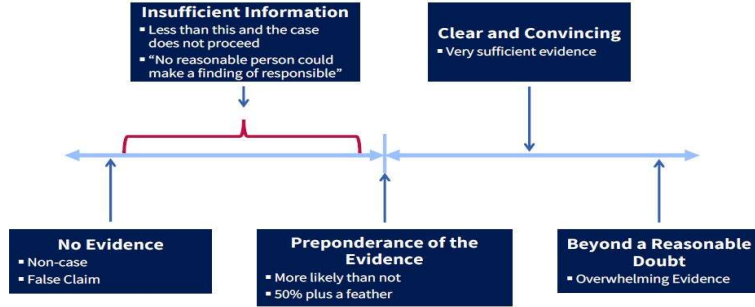 Insufficient Information
▪ Less than this and the case
does not proceed
▪ “No reasonable person could
make a finding of responsible”
Clear and Convincing
▪ Very sufficient evidence
No Evidence
▪ Non-case
▪ False Claim
Preponderance of the
Evidence
▪ More likely than not
▪ 50% plus a feather
Beyond a Reasonable
Doubt
▪ Overwhelming Evidence